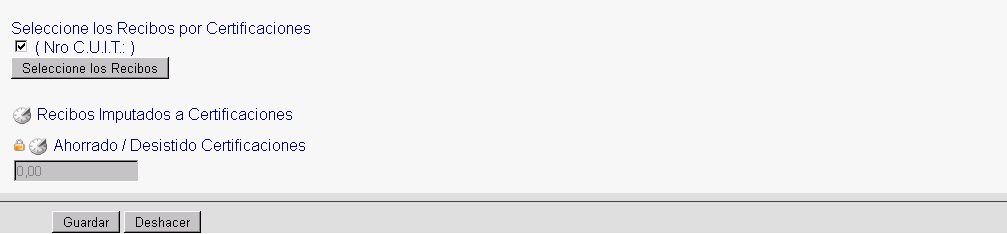 Seleccione los Recibos por Certificaciones
( Nro C.U.I.T.: )
Seleccione los Recibos
Recibos Imputados a Certificaciones
Ahorrado / Desistido Certificaciones
0,00
Guardar Deshacer